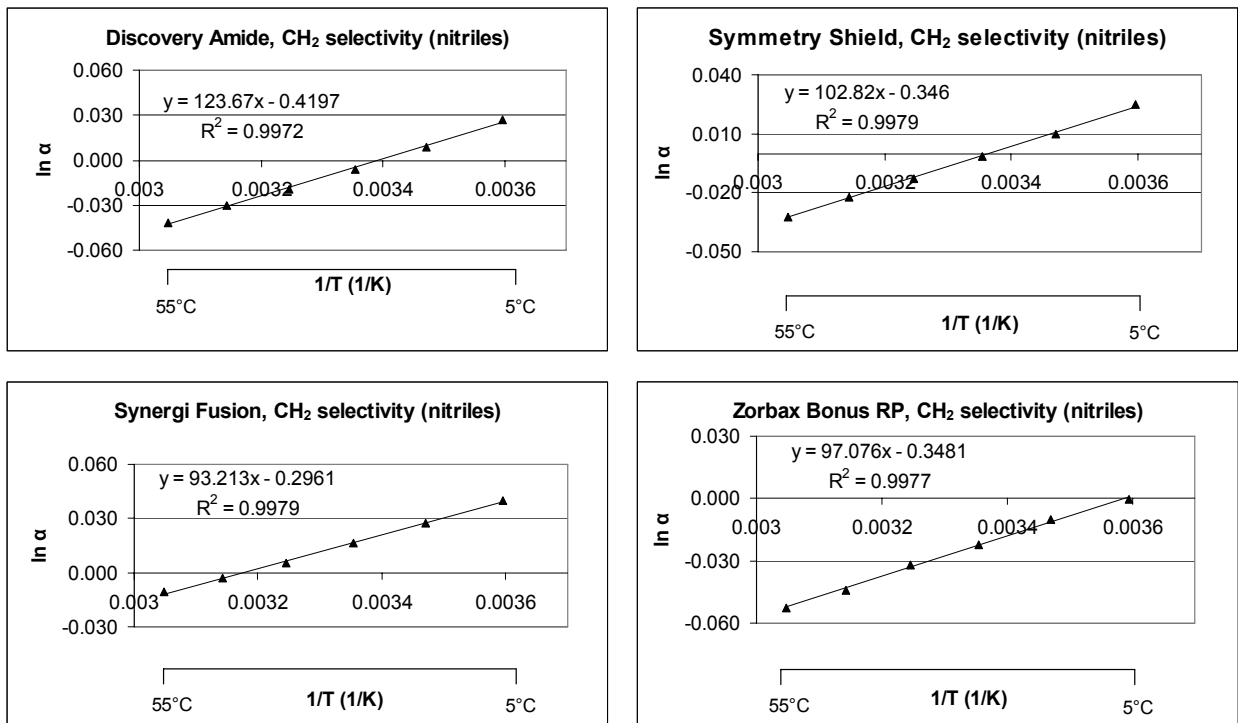 Discovery Amide, CH₂ selectivity (nitriles)
0.060
y = 123.67x - 0.4197
R² = 0.9972
0.030
0.000
0.003
0.0032
0.0034
0.0036
-0.030
-0.060
ln α
1/T (1/K)
55°C
5°C
Symmetry Shield, CH₂ selectivity (nitriles)
0.040
y = 102.82x - 0.346
R² = 0.9979
0.010
0.003
0.0032
0.0034
0.0036
-0.020
-0.050
ln α
1/T (1/K)
55°C
5°C
Synergi Fusion, CH₂ selectivity (nitriles)
0.060
y = 93.213x - 0.2961
R² = 0.9979
0.030
0.000
0.003
0.0032
0.0034
0.0036
-0.030
ln α
1/T (1/K)
55°C
5°C
Zorbax Bonus RP, CH₂ selectivity (nitriles)
0.030
y = 97.076x - 0.3481
R² = 0.9977
0.000
0.003
0.0032
0.0034
0.0036
-0.030
-0.060
ln α
1/T (1/K)
55°C
5°C